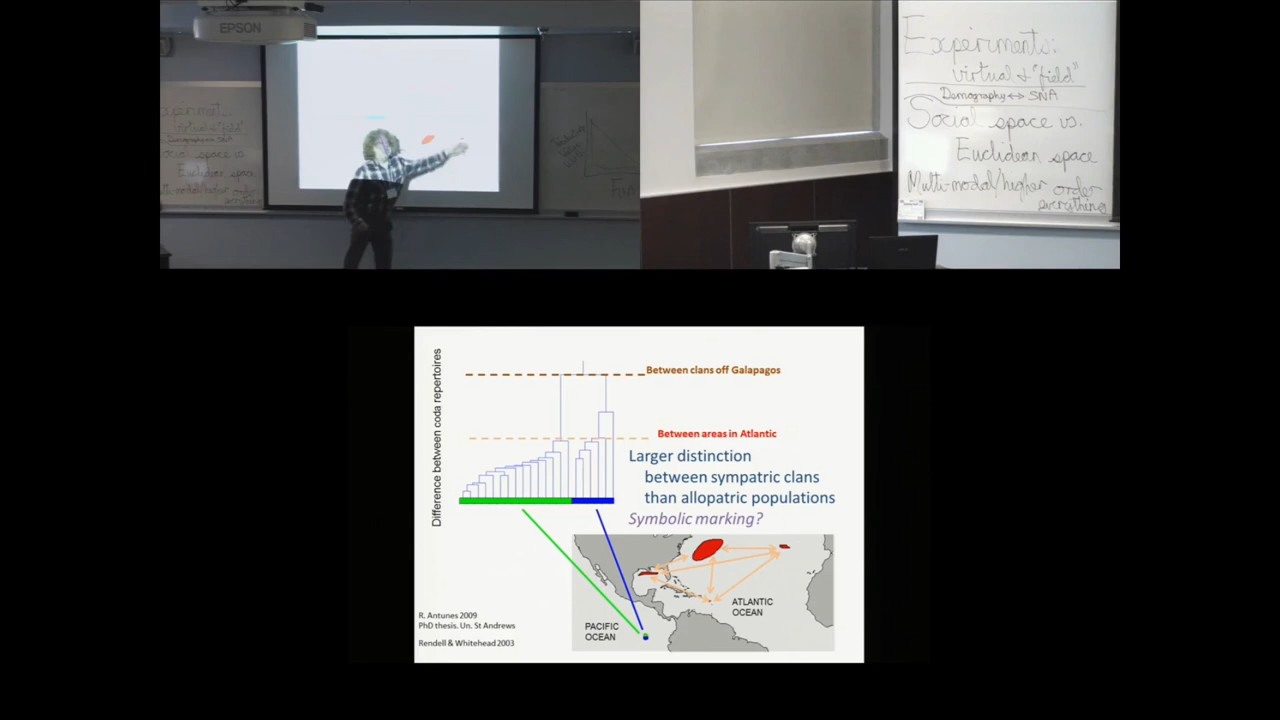 EPSON
Experiments:
virtual & "field"
Demography ↔ SNA
Social space vs.
Euclidean space
Multi-modal/higher order
everything
Difference between coda repertoires
Between clans off Galapagos
Between areas in Atlantic
Larger distinction
between sympatric clans
than allopatric populations
Symbolic marking?
ATLANTIC
OCEAN
PACIFIC
OCEAN
R. Antunes 2009
PhD thesis. Un. St Andrews
Rendell & Whitehead 2003